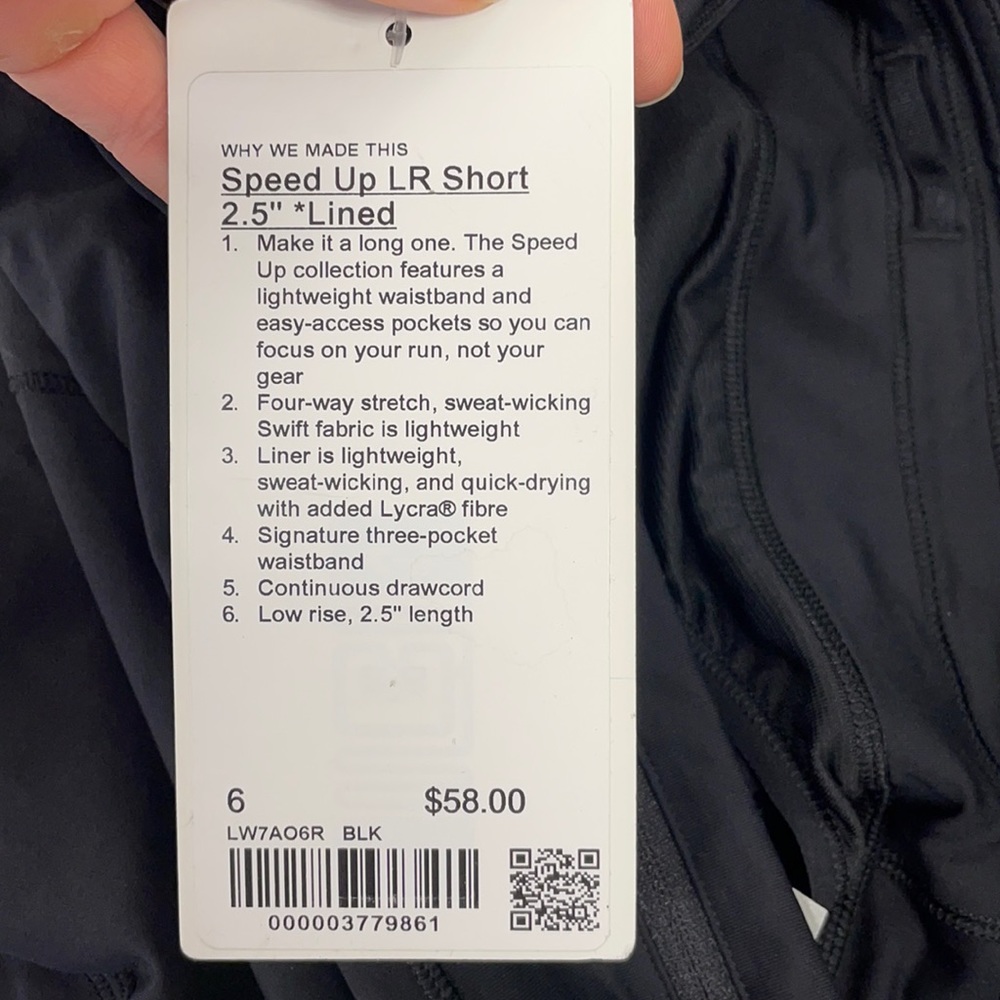 WHY WE MADE THIS
Speed Up LR Short
2.5" *Lined
1. Make it a long one. The Speed
Up collection features a
lightweight waistband and
easy-access pockets so you can
focus on your run, not your
gear
2. Four-way stretch, sweat-wicking
Swift fabric is lightweight
3. Liner is lightweight,
sweat-wicking, and quick-drying
with added Lycra® fibre
4. Signature three-pocket
waistband
5. Continuous drawcord
6. Low rise, 2.5" length
6 $58.00
LW7AO6R BLK
000003779861